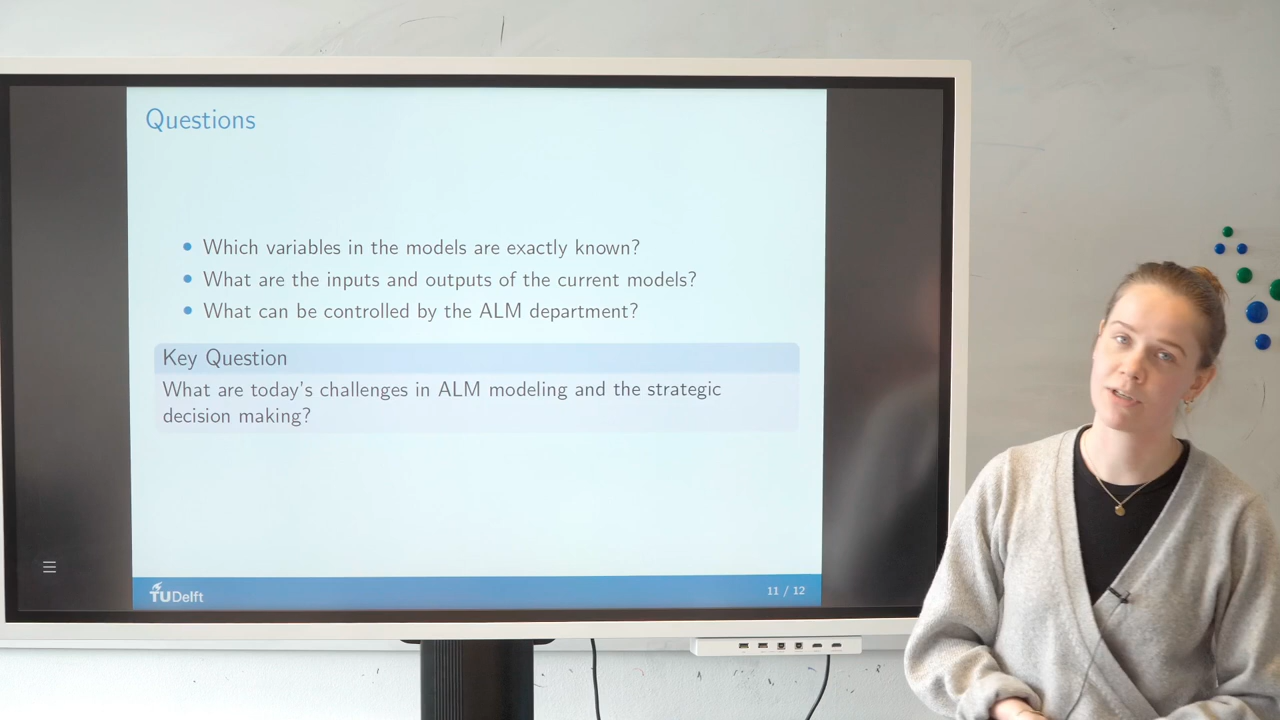 Questions
Which variables in the models are exactly known?
What are the inputs and outputs of the current models?
What can be controlled by the ALM department?
Key Question
What are today's challenges in ALM modeling and the strategic
decision making?
TUDelft
11 / 12